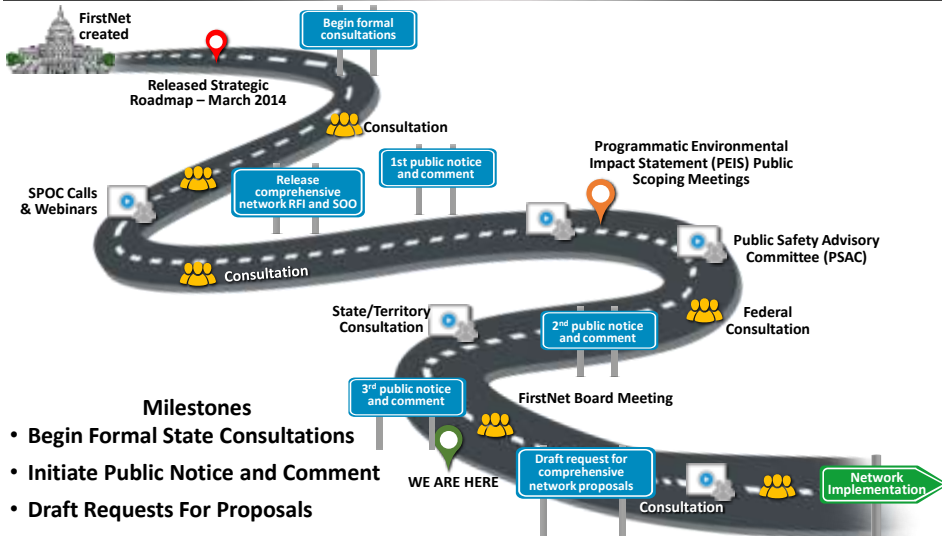 FirstNet
created
Begin formal
consultations
Released Strategic
Roadmap – March 2014
Consultation
Programmatic Environmental
Impact Statement (PEIS) Public
Scoping Meetings
1st public notice
and comment
Release
comprehensive
network RFI and SOO
SPOC Calls
& Webinars
Public Safety Advisory
Committee (PSAC)
Consultation
State/Territory
Consultation
2nd public notice
and comment
Federal
Consultation
3rd public notice
and comment
FirstNet Board Meeting
Milestones
• Begin Formal State Consultations
• Initiate Public Notice and Comment
• Draft Requests For Proposals
WE ARE HERE
Draft request for
comprehensive
network proposals
Consultation
Network
Implementation